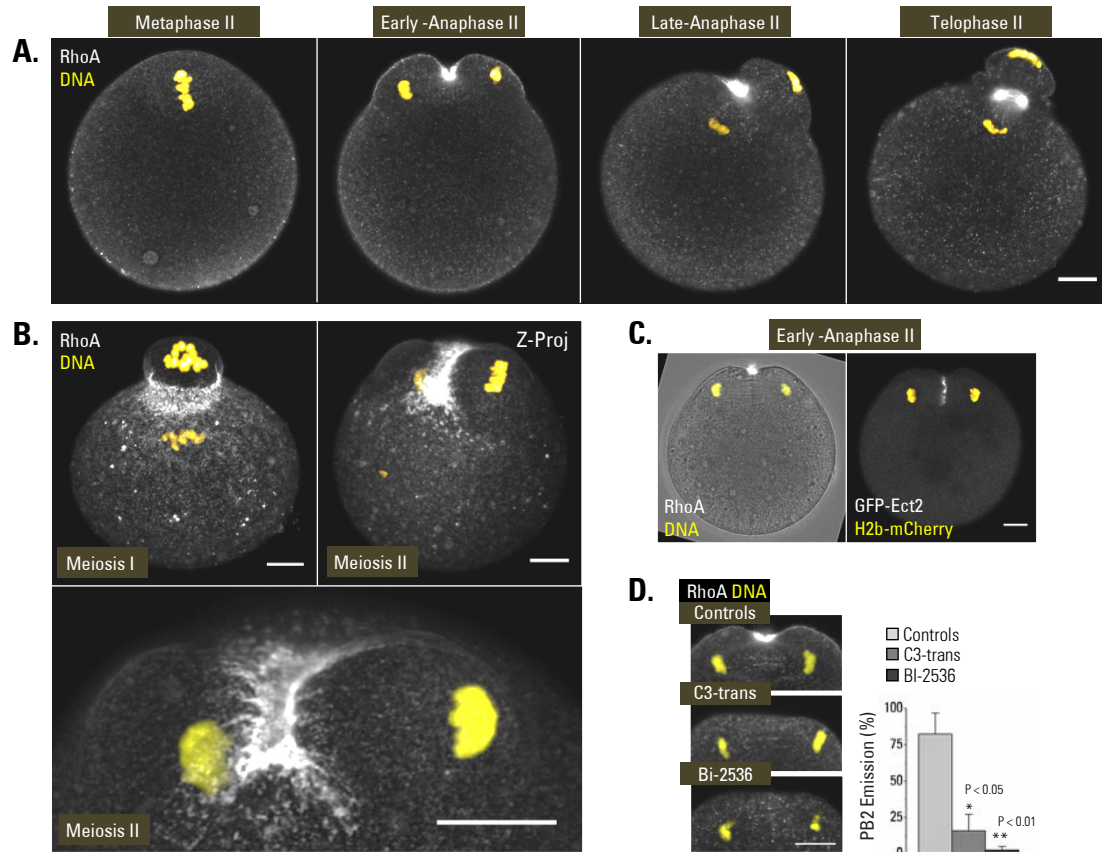 Metaphase II
Early -Anaphase II
Late-Anaphase II
Telophase II
A.
RhoA
DNA
B.
RhoA
DNA
Z-Proj
Meiosis I
Meiosis II
Meiosis II
C.
Early -Anaphase II
RhoA
DNA
GFP-Ect2
H2b-mCherry
D.
RhoA DNA
Controls
C3-trans
Bi-2536
Controls
C3-trans
BI-2536
PB2 Emission (%)
100
75
50
25
0
P < 0.05
*
P < 0.01
**